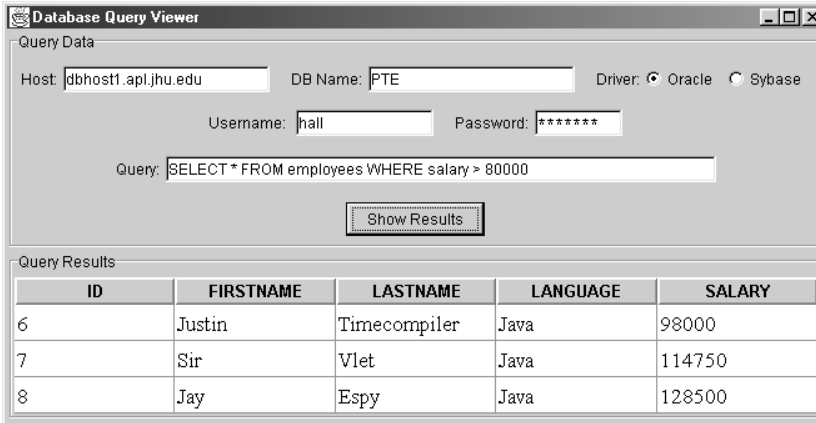 Database Query Viewer
Query Data
Host: dbhost1.apl.jhu.edu DB Name: PTE Driver: Oracle Sybase
Username: hall Password: *******
Query: SELECT * FROM employees WHERE salary > 80000
Show Results
Query Results
ID FIRSTNAME LASTNAME LANGUAGE SALARY
6 Justin Timecompiler Java 98000
7 Sir Vlet Java 114750
8 Jay Espy Java 128500